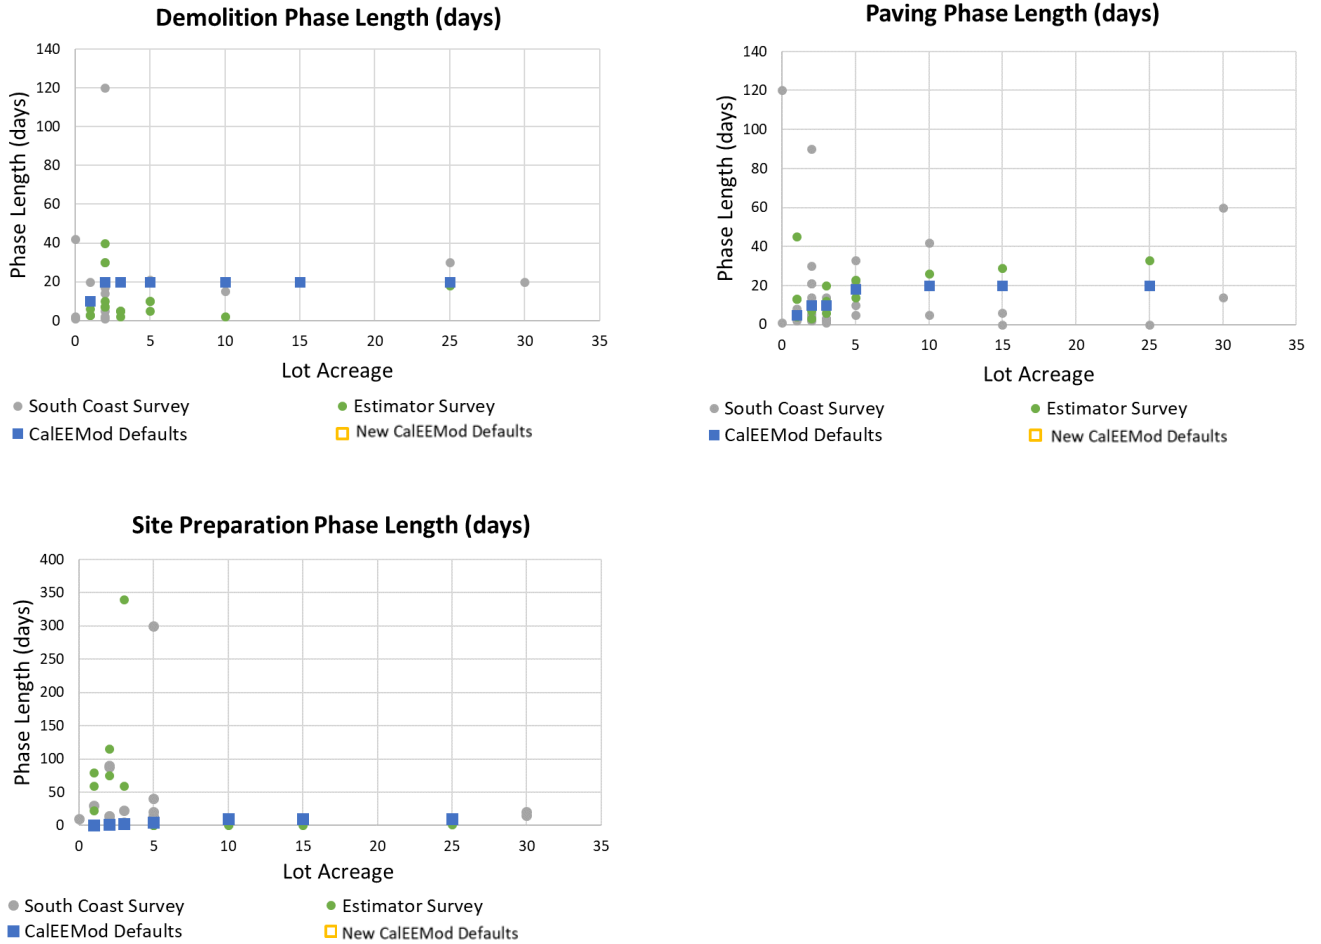 Demolition Phase Length (days)
140
120
100
80
60
40
20
0
Phase Length (days)
0 5 10 15 20 25 30 35
Lot Acreage
South Coast Survey Estimator Survey
CalEEMod Defaults New CalEEMod Defaults
Paving Phase Length (days)
140
120
100
80
60
40
20
0
Phase Length (days)
0 5 10 15 20 25 30 35
Lot Acreage
South Coast Survey Estimator Survey
CalEEMod Defaults New CalEEMod Defaults
Site Preparation Phase Length (days)
400
350
300
250
200
150
100
50
0
Phase Length (days)
0 5 10 15 20 25 30 35
Lot Acreage
South Coast Survey Estimator Survey
CalEEMod Defaults New CalEEMod Defaults